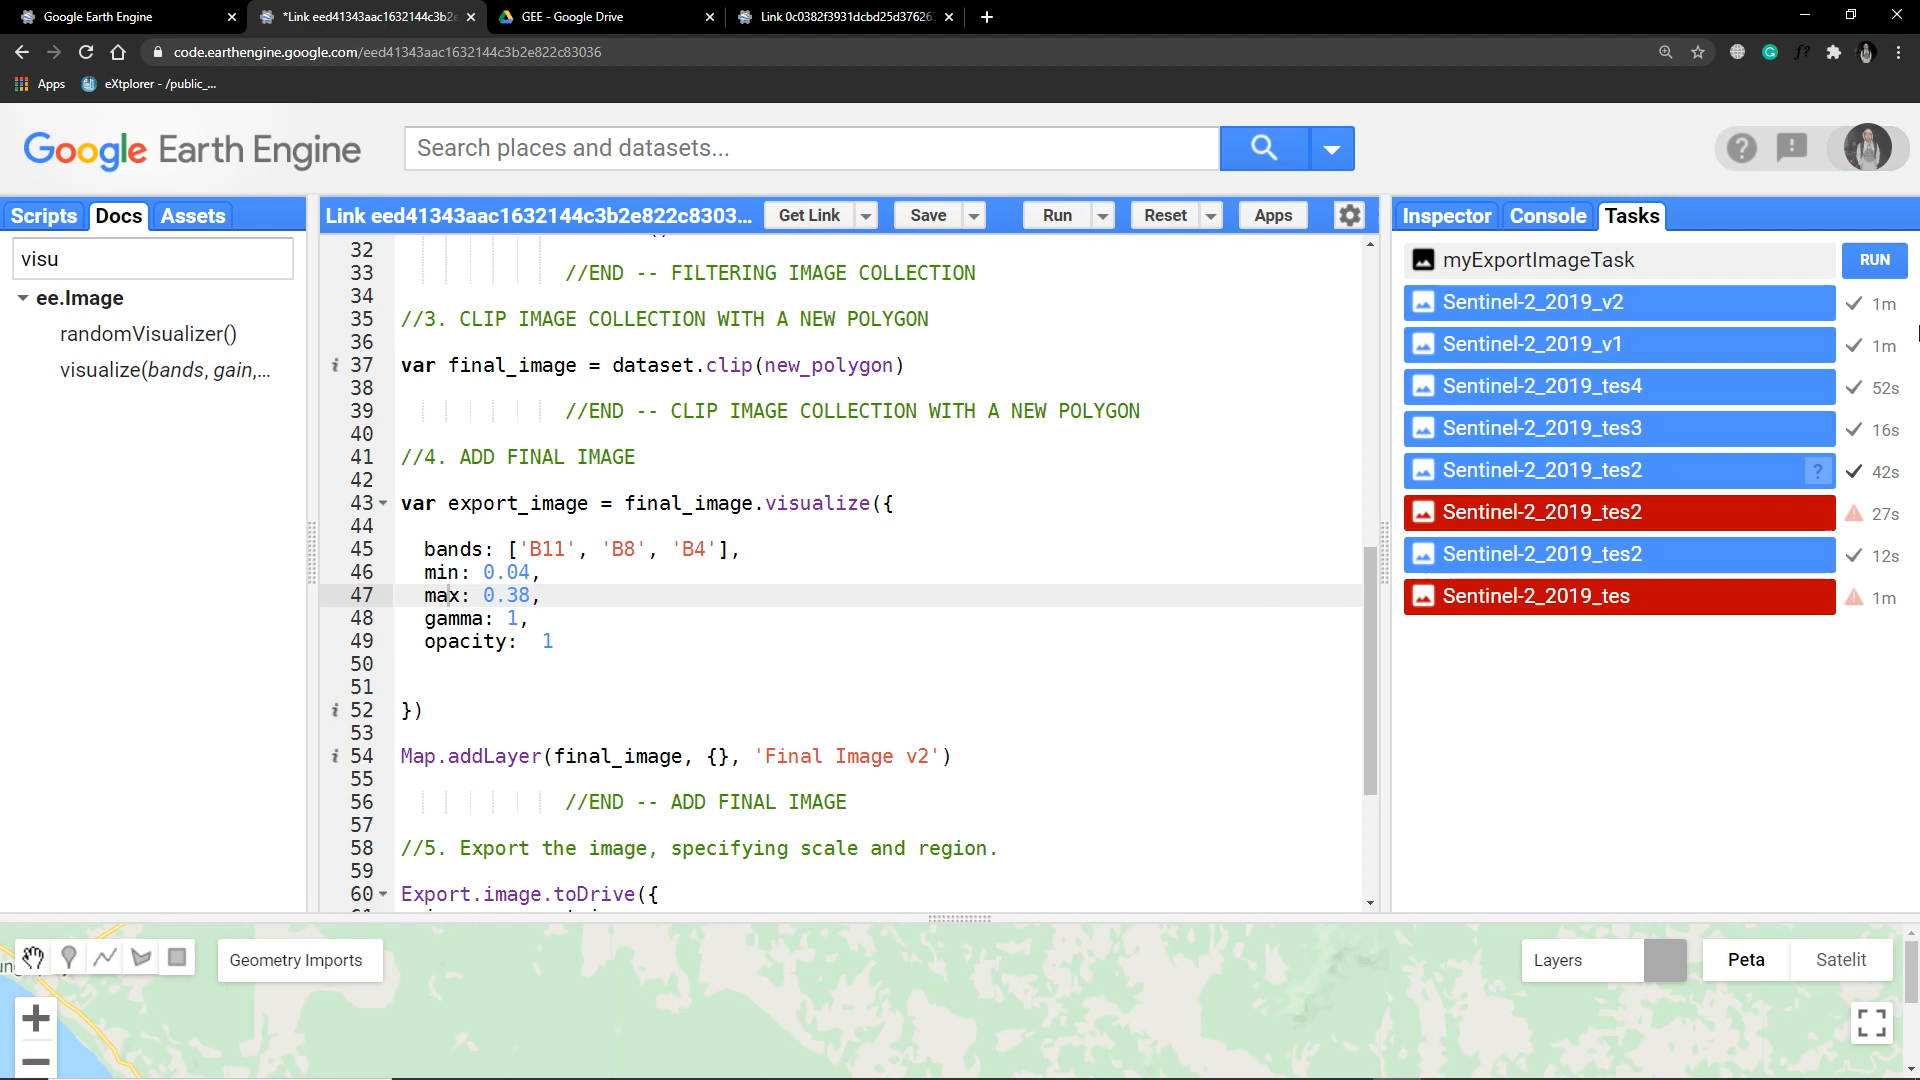 Google Earth Engine
*Link eed41343aac1632144c3b2e
GEE - Google Drive
Link 0c0382f3931dcbd25d37626
code.earthengine.google.com/eed41343aac1632144c3b2e822c83036
Apps
eXtplorer - /public_...
Google Earth Engine
Search places and datasets...
Scripts
Docs
Assets
Link eed41343aac1632144c3b2e822c8303...
Get Link
Save
Run
Reset
Apps
Inspector
Console
Tasks
visu
ee.Image
randomVisualizer()
visualize(bands, gain,...
32
33 //END -- FILTERING IMAGE COLLECTION
34
35 //3. CLIP IMAGE COLLECTION WITH A NEW POLYGON
36
i 37 var final_image = dataset.clip(new_polygon)
38
39 //END -- CLIP IMAGE COLLECTION WITH A NEW POLYGON
40
41 //4. ADD FINAL IMAGE
42
43 var export_image = final_image.visualize({
44
45 bands: ['B11', 'B8', 'B4'],
46 min: 0.04,
47 max: 0.38,
48 gamma: 1,
49 opacity:  1
50
51
i 52 })
53
i 54 Map.addLayer(final_image, {}, 'Final Image v2')
55
56 //END -- ADD FINAL IMAGE
57
58 //5. Export the image, specifying scale and region.
59
60 Export.image.toDrive({
myExportImageTask RUN
Sentinel-2_2019_v2 1m
Sentinel-2_2019_v1 1m
Sentinel-2_2019_tes4 52s
Sentinel-2_2019_tes3 16s
Sentinel-2_2019_tes2 ? 42s
Sentinel-2_2019_tes2 27s
Sentinel-2_2019_tes2 12s
Sentinel-2_2019_tes 1m
Geometry Imports
Layers
Peta
Satelit